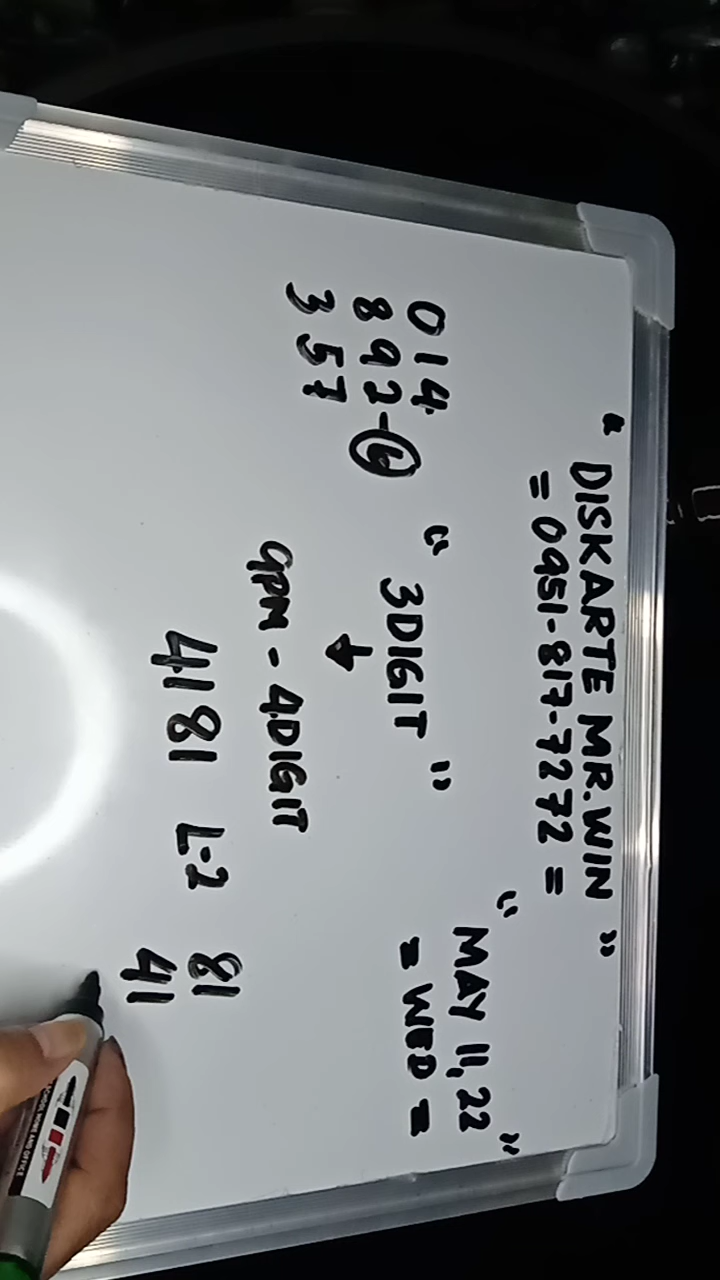 " DISKARTE MR.WIN "
= 0951-817-7272 =
" MAY 11, 22 "
= WED =
014
892-6
357
" 3DIGIT "
9PM - 4DIGIT
4181 L-2 81
41